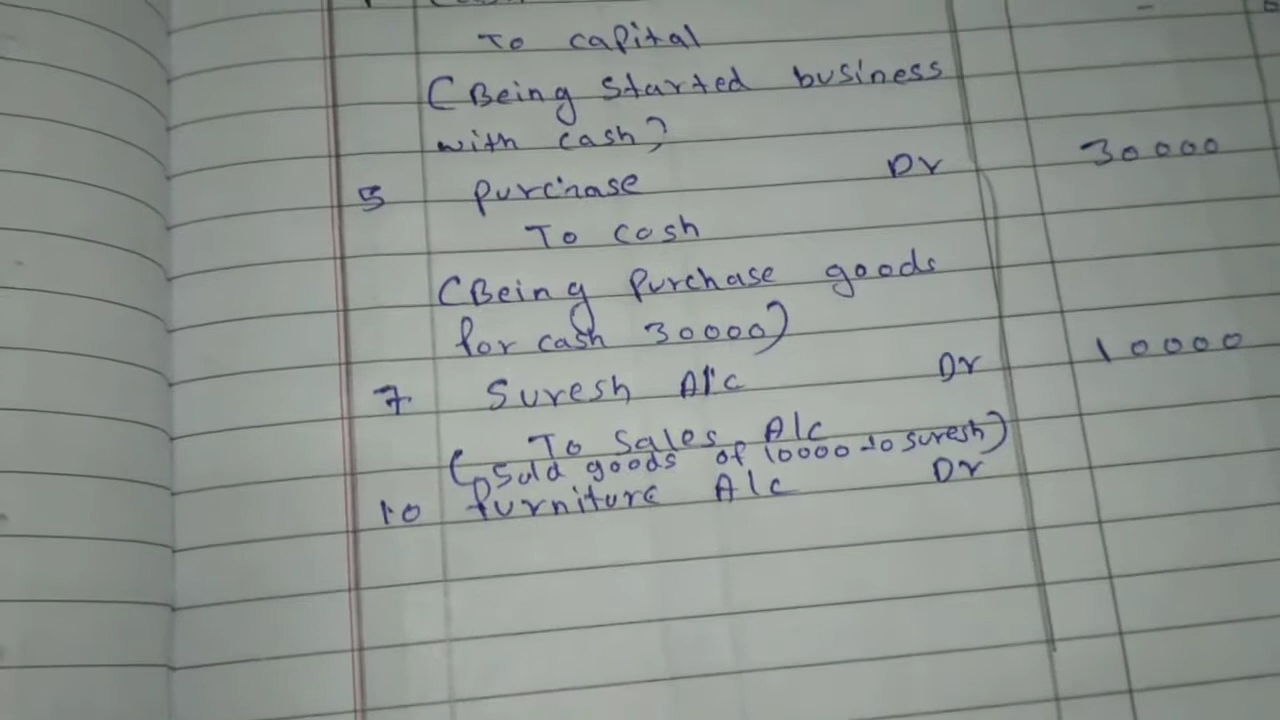 To capital
(Being started business
with cash)
5 purchase Dr 30000
To cash
(Being purchase goods
for cash 30000)
7 Suresh A/c Dr 10000
To Sales A/c
(Sold goods of 10000 to suresh)
10 furniture A/c Dr